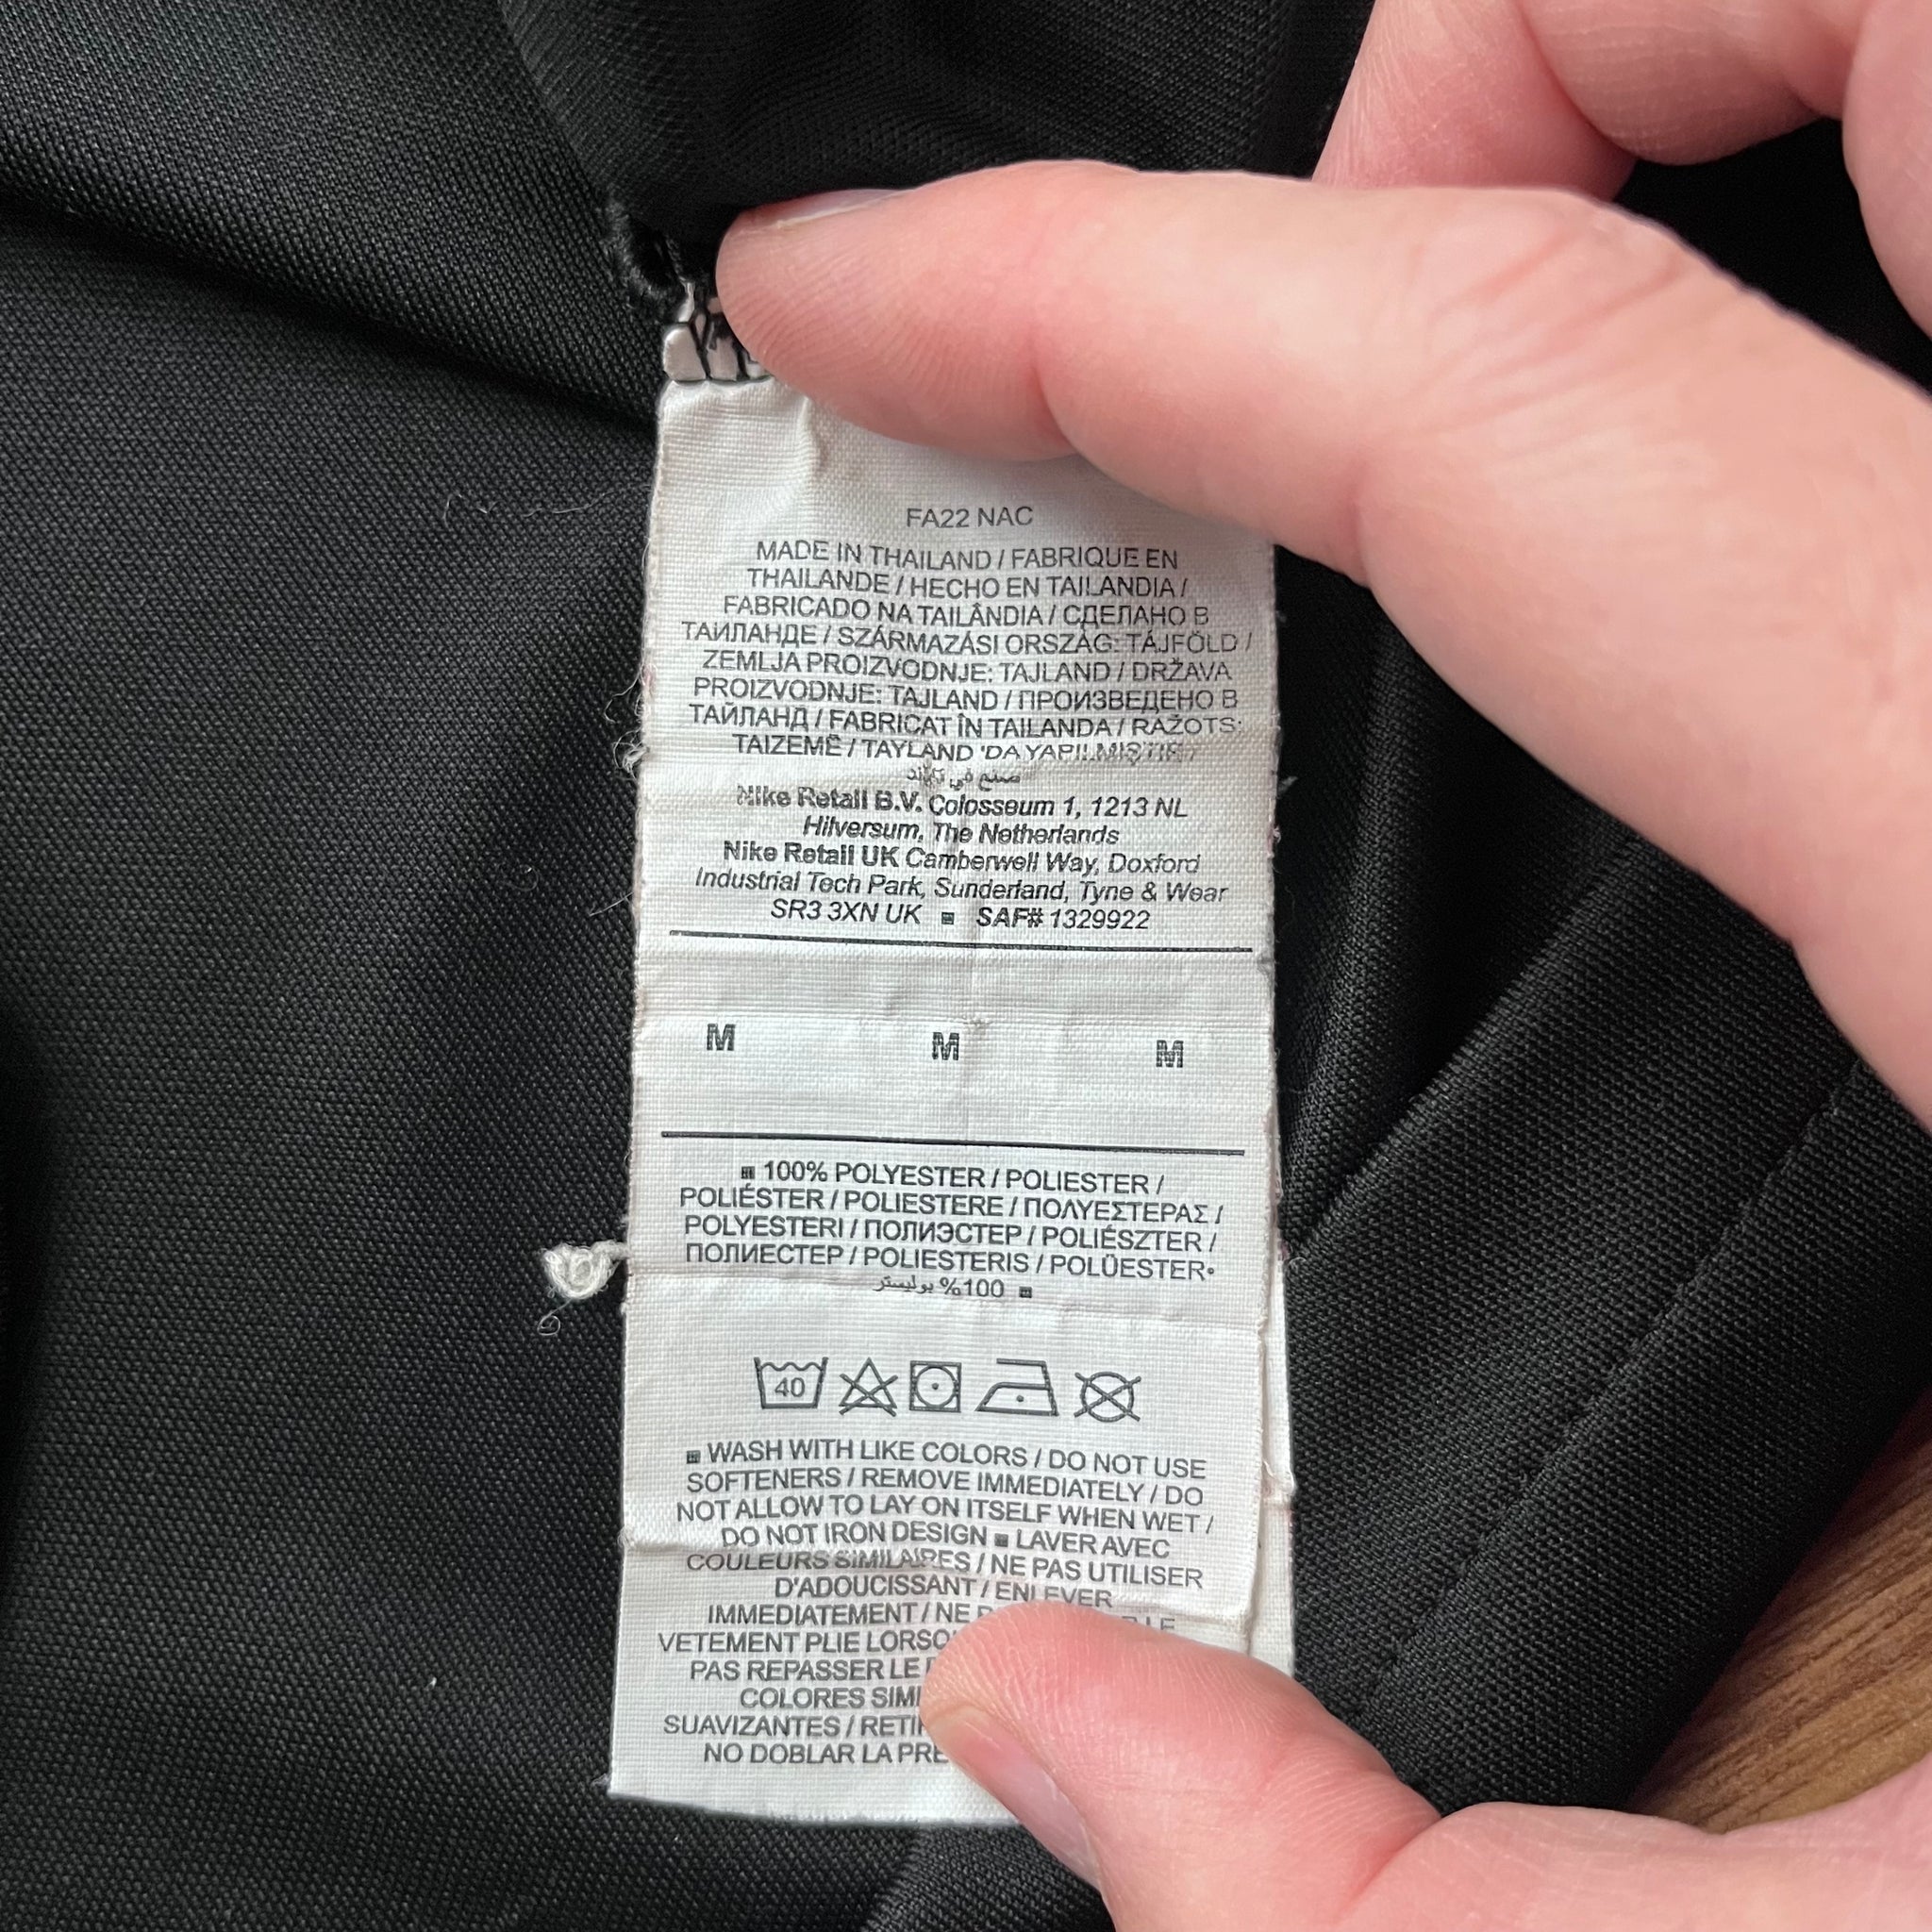 FA22 NAC
MADE IN THAILAND / FABRIQUE EN
THAILANDE / HECHO EN TAILANDIA /
FABRICADO NA TAILÂNDIA / СДЕЛАНО В
ТАИЛАНДЕ / SZÁRMAZÁSI ORSZÁG: TÁJFÖLD /
ZEMLJA PROIZVODNJE: TAJLAND / DRŽAVA
PROIZVODNJE: TAJLAND / ПРОИЗВЕДЕНО В
ТАЙЛАНД / FABRICAT ÎN TAILANDA / RAŽOTS:
TAIZEMĒ / TAYLAND 'DA YAPILMIŞTIR /
صنع في
Nike Retail B.V. Colosseum 1, 1213 NL
Hilversum, The Netherlands
Nike Retail UK Camberwell Way, Doxford
Industrial Tech Park, Sunderland, Tyne & Wear
SR3 3XN UK ■ SAF# 1329922
M M M
100% POLYESTER / POLIESTER /
POLIÉSTER / POLIESTERE / ΠΟΛΥΕΣΤΕΡΑΣ /
POLYESTERI / ПОЛИЭСТЕР / POLIÉSZTER /
ПОЛИЕСТЕР / POLIESTERIS / POLÜESTER•
100% بوليستر
40
WASH WITH LIKE COLORS / DO NOT USE
SOFTENERS / REMOVE IMMEDIATELY / DO
NOT ALLOW TO LAY ON ITSELF WHEN WET /
DO NOT IRON DESIGN ■ LAVER AVEC
COULEURS SIMILAIRES / NE PAS UTILISER
D'ADOUCISSANT / ENLEVER
IMMEDIATEMENT / NE LE
VETEMENT PLIE
PAS REPASSER LE
COLORES
SUAVIZANTES /
NO DOBLAR LA